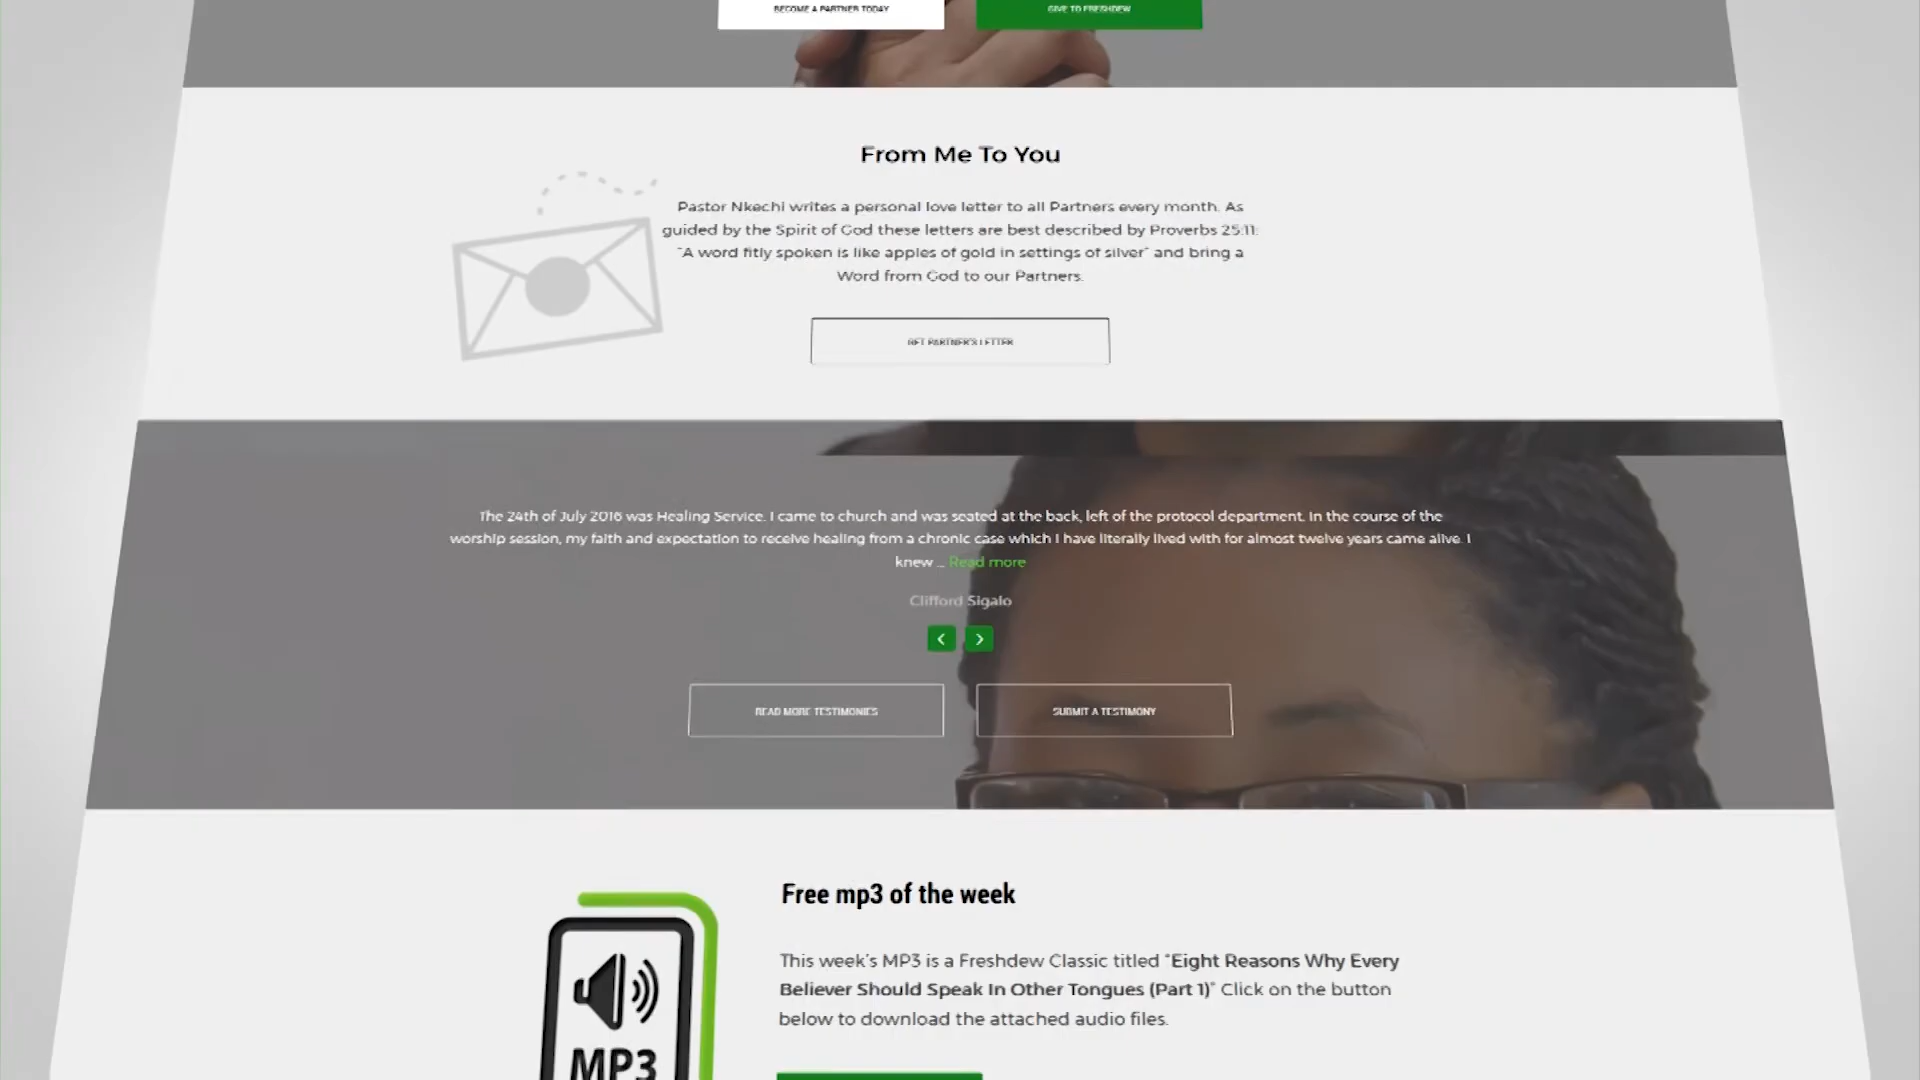 BECOME A PARTNER TODAY
GIVE TO FRESHDEW
From Me To You
Pastor Nkechi writes a personal love letter to all Partners every month. As
guided by the Spirit of God these letters are best described by Proverbs 25:11:
"A word fitly spoken is like apples of gold in settings of silver" and bring a
Word from God to our Partners.
GET PARTNER'S LETTER
The 24th of July 2016 was Healing Service. I came to church and was seated at the back, left of the protocol department. In the course of the
worship session, my faith and expectation to receive healing from a chronic case which I have literally lived with for almost twelve years came alive. I
knew ... Read more
Clifford Sigalo
READ MORE TESTIMONIES
SUBMIT A TESTIMONY
Free mp3 of the week
This week's MP3 is a Freshdew Classic titled "Eight Reasons Why Every
Believer Should Speak In Other Tongues (Part 1)" Click on the button
below to download the attached audio files.
MP3